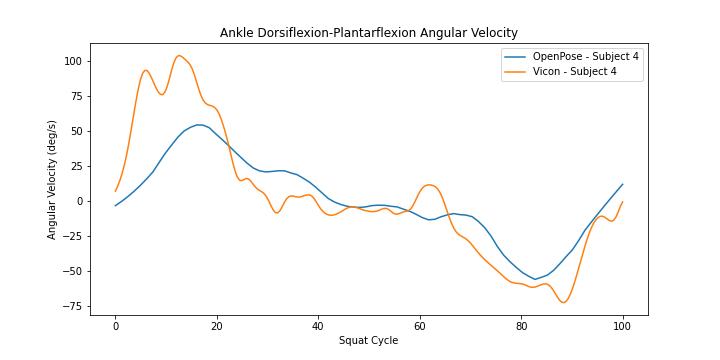 Ankle Dorsiflexion-Plantarflexion Angular Velocity
OpenPose - Subject 4
Vicon - Subject 4
Angular Velocity (deg/s)
100
75
50
25
0
−25
−50
−75
0 20 40 60 80 100
Squat Cycle